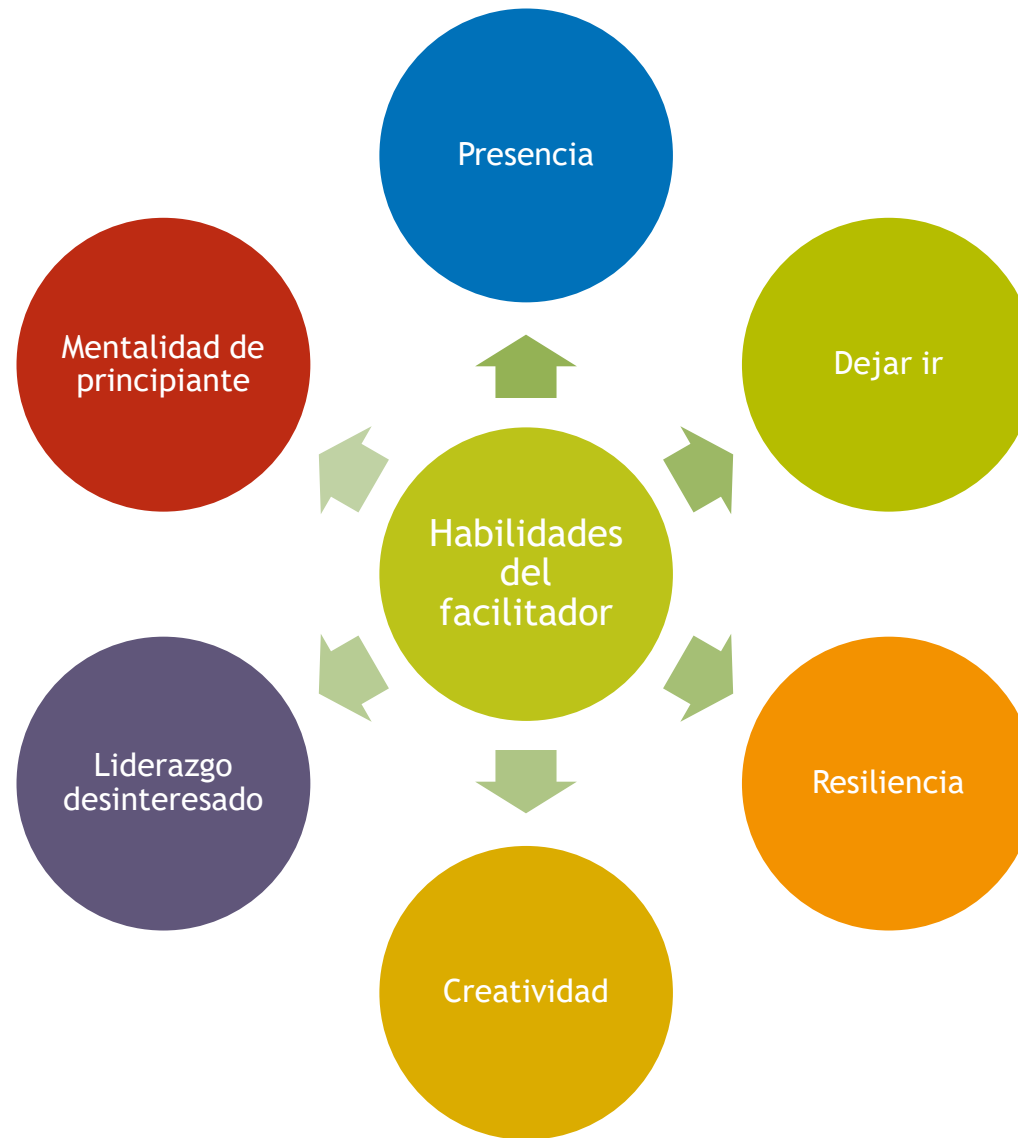 Presencia
Mentalidad de
principiante
Dejar ir
Habilidades
del
facilitador
Liderazgo
desinteresado
Resiliencia
Creatividad